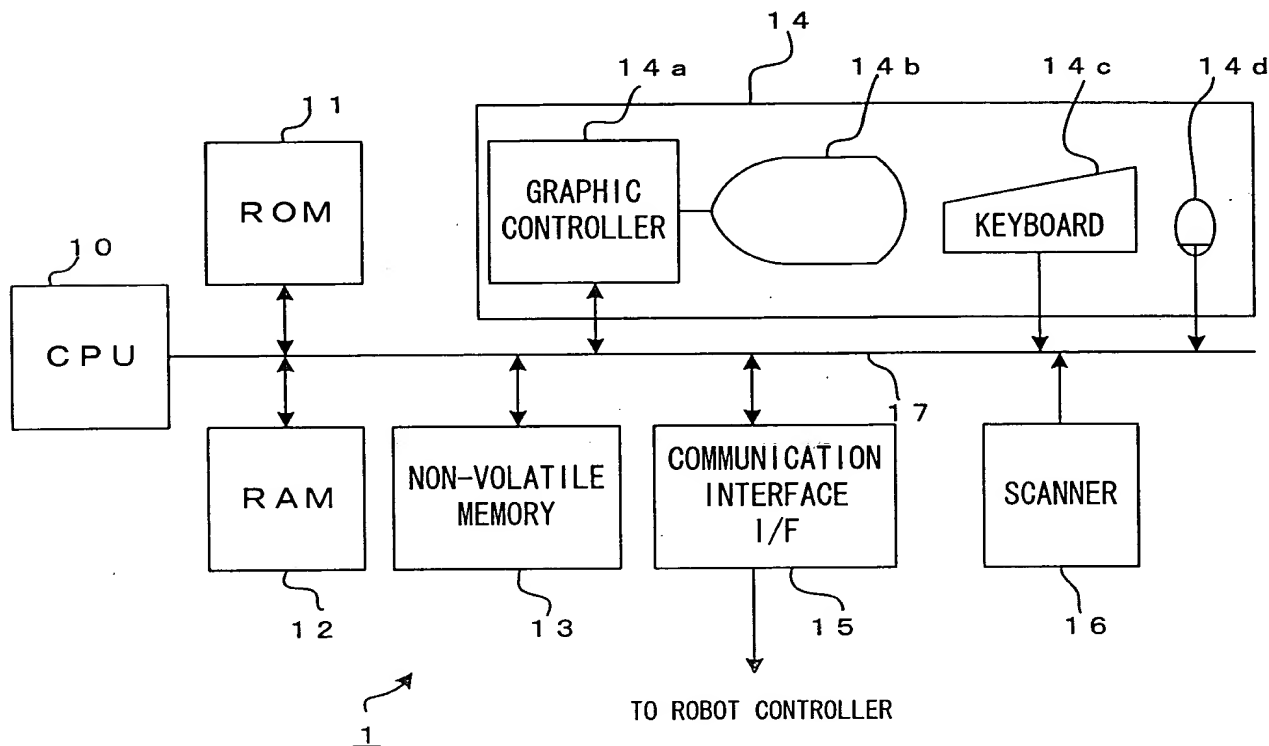 14
14a
14b
14c
14d
11
GRAPHIC
CONTROLLER
KEYBOARD
ROM
10
CPU
17
RAM
NON-VOLATILE
MEMORY
COMMUNICATION
INTERFACE
I/F
SCANNER
12
13
15
16
TO ROBOT CONTROLLER
1